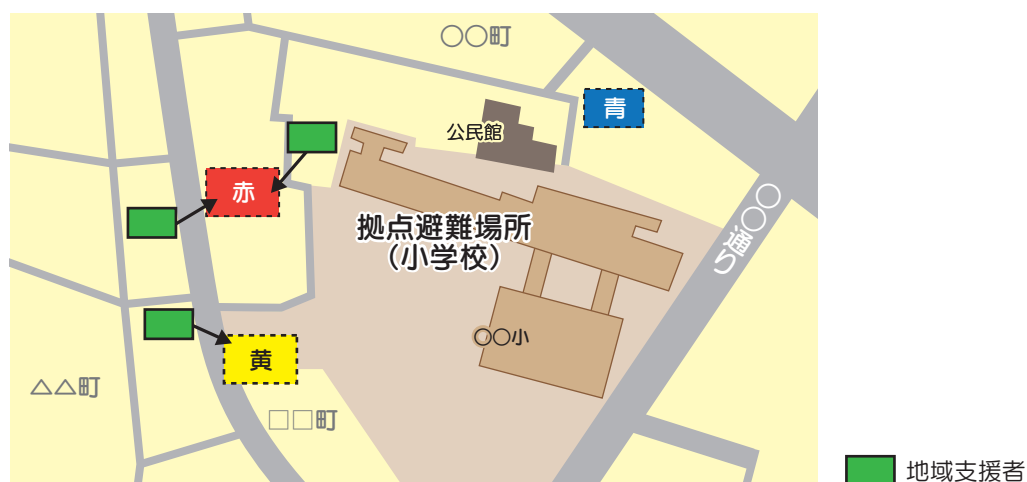 〇〇町
青
公民館
赤
〇〇通り
拠点避難場所
（小学校）
〇〇小
黄
△△町
□□町
地域支援者